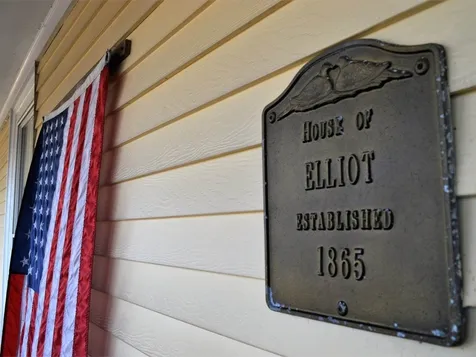 HOUSE OF
ELLIOT
ESTABLISHED
1865